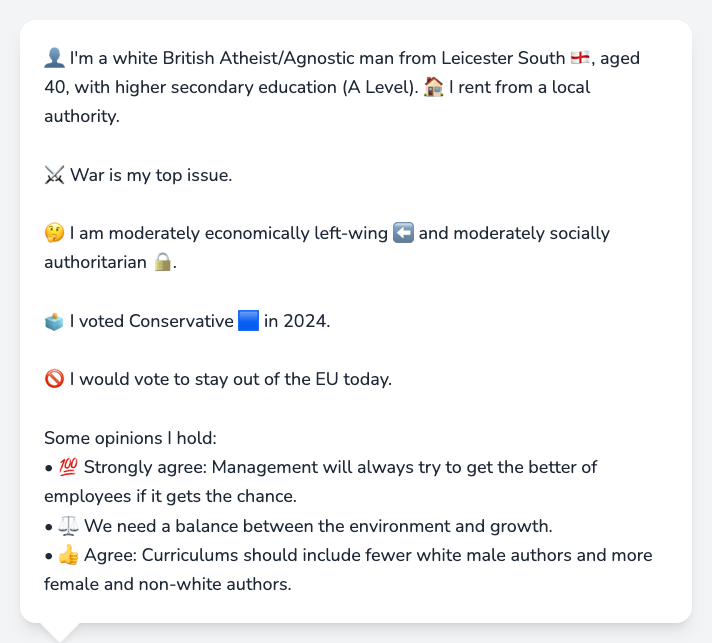 👤 I'm a white British Atheist/Agnostic man from Leicester South 🏴󠁧󠁢󠁥󠁮󠁧󠁿, aged
40, with higher secondary education (A Level). 🏠 I rent from a local
authority.
⚔️ War is my top issue.
🤔 I am moderately economically left-wing ⬅️ and moderately socially
authoritarian 🔒.
🗳️ I voted Conservative 🟦 in 2024.
🚫 I would vote to stay out of the EU today.
Some opinions I hold:
• 💯 Strongly agree: Management will always try to get the better of
employees if it gets the chance.
• ⚖️ We need a balance between the environment and growth.
• 👍 Agree: Curriculums should include fewer white male authors and more
female and non-white authors.